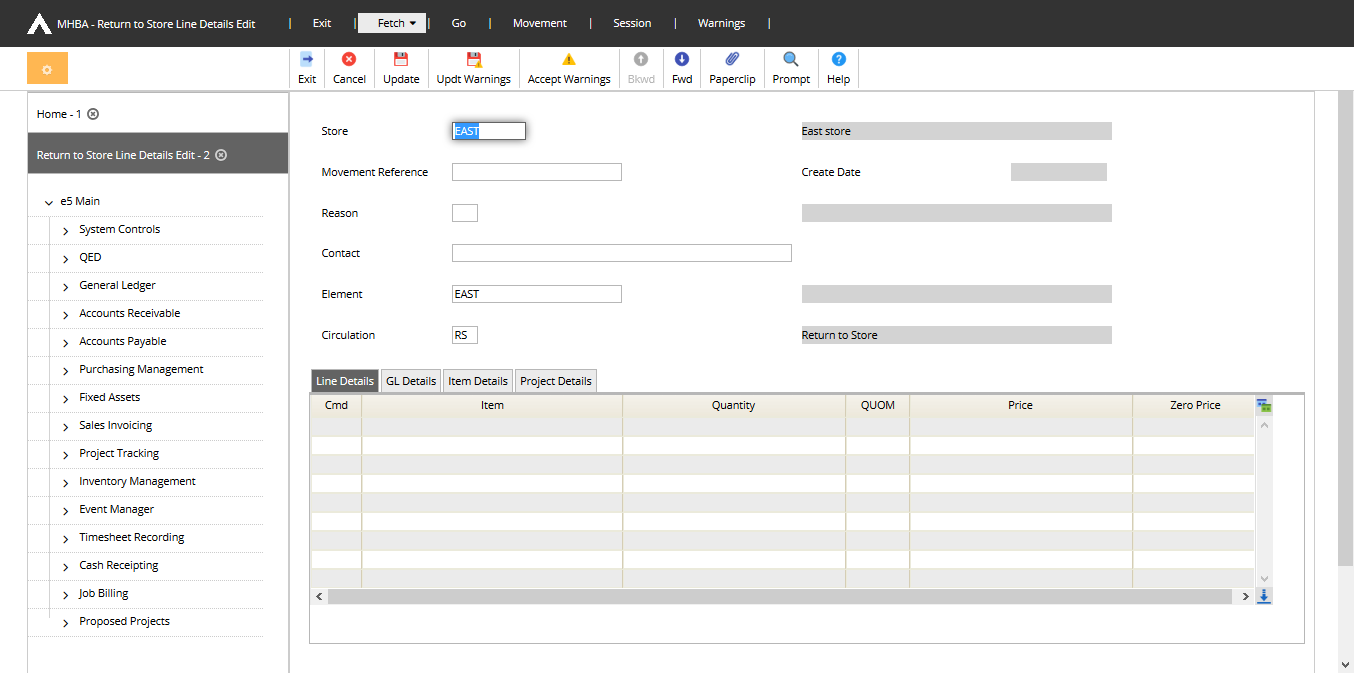 MHBA - Return to Store Line Details Edit | Exit | Fetch | Go | Movement | Session | Warnings |
Exit Cancel Update Updt Warnings Accept Warnings Bkwd Fwd Paperclip Prompt Help
Home - 1
Return to Store Line Details Edit - 2
e5 Main
System Controls
QED
General Ledger
Accounts Receivable
Accounts Payable
Purchasing Management
Fixed Assets
Sales Invoicing
Project Tracking
Inventory Management
Event Manager
Timesheet Recording
Cash Receipting
Job Billing
Proposed Projects
Store EAST East store
Movement Reference Create Date
Reason
Contact
Element EAST
Circulation RS Return to Store
Line Details GL Details Item Details Project Details
Cmd Item Quantity QUOM Price Zero Price